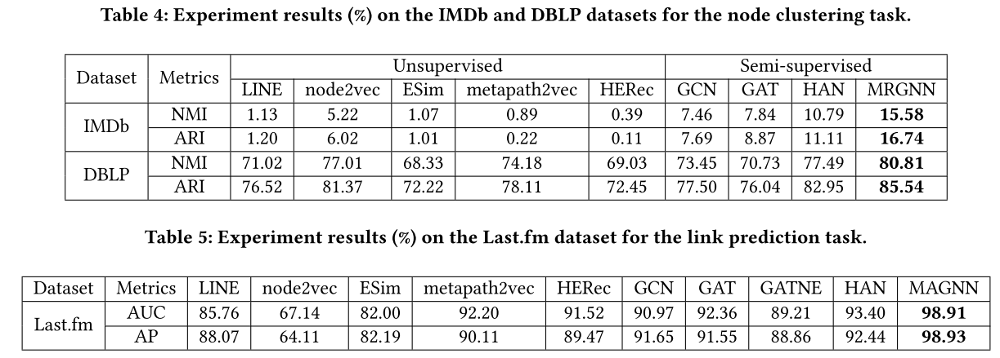 Table 4: Experiment results (%) on the IMDb and DBLP datasets for the node clustering task.
Dataset Metrics Unsupervised Semi-supervised
LINE node2vec ESim metapath2vec HERec GCN GAT HAN MRGNN
IMDb NMI 1.13 5.22 1.07 0.89 0.39 7.46 7.84 10.79 15.58
ARI 1.20 6.02 1.01 0.22 0.11 7.69 8.87 11.11 16.74
DBLP NMI 71.02 77.01 68.33 74.18 69.03 73.45 70.73 77.49 80.81
ARI 76.52 81.37 72.22 78.11 72.45 77.50 76.04 82.95 85.54
Table 5: Experiment results (%) on the Last.fm dataset for the link prediction task.
Dataset Metrics LINE node2vec ESim metapath2vec HERec GCN GAT GATNE HAN MAGNN
Last.fm AUC 85.76 67.14 82.00 92.20 91.52 90.97 92.36 89.21 93.40 98.91
AP 88.07 64.11 82.19 90.11 89.47 91.65 91.55 88.86 92.44 98.93